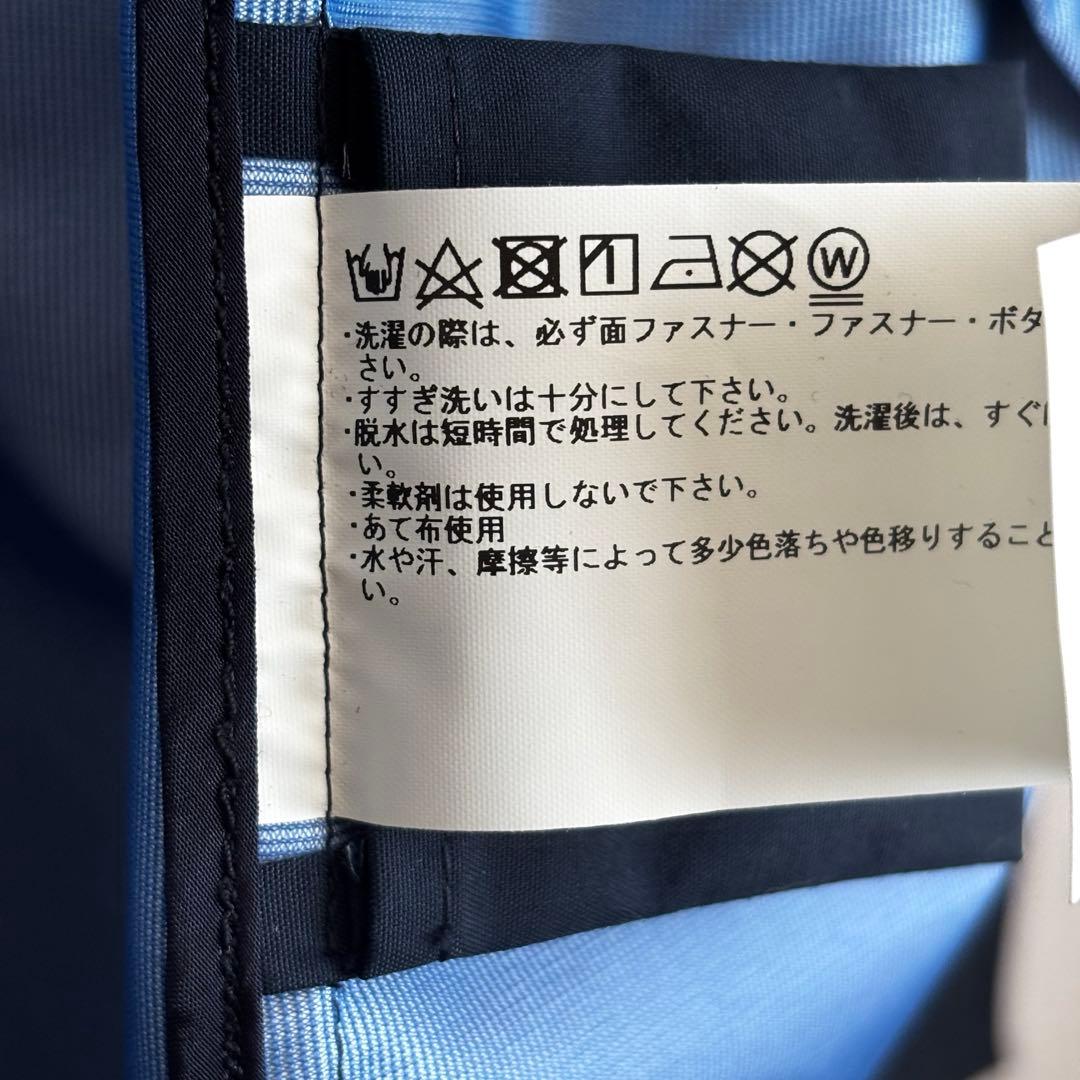 W
・洗濯の際は、必ず面ファスナー・ファスナー・ボタ
さい。
・すすぎ洗いは十分にして下さい。
・脱水は短時間で処理してください。洗濯後は、すぐ
い。
・柔軟剤は使用しないで下さい。
・あて布使用
・水や汗、摩擦等によって多少色落ちや色移りすること
い。